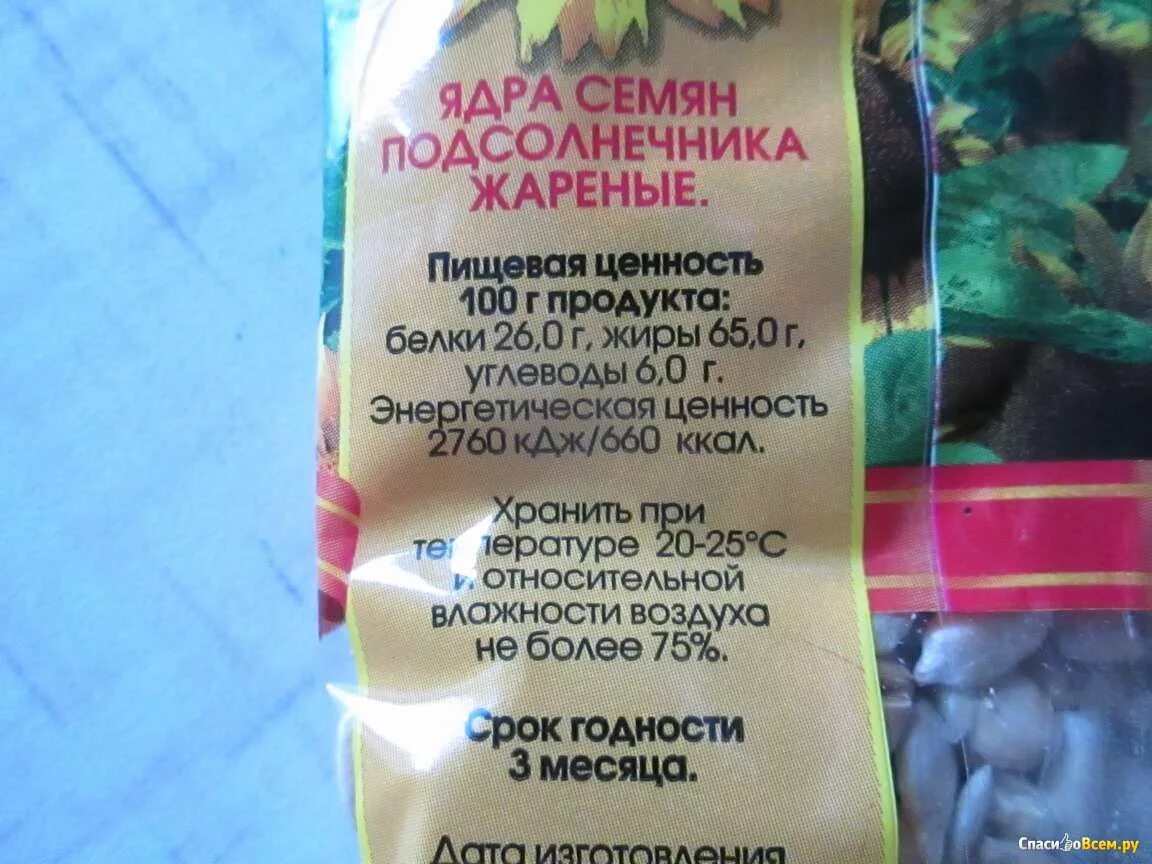 ЯДРА СЕМЯН
ПОДСОЛНЕЧНИКА
ЖАРЕНЫЕ.
Пищевая ценность
100 г продукта:
белки 26,0 г, жиры 65,0 г,
углеводы 6,0 г.
Энергетическая ценность
2760 кДж/660 ккал.
Хранить при
температуре 20-25°С
и относительной
влажности воздуха
не более 75%.
Срок годности
3 месяца.
Дата изготовления
СпасибоВсем.ру